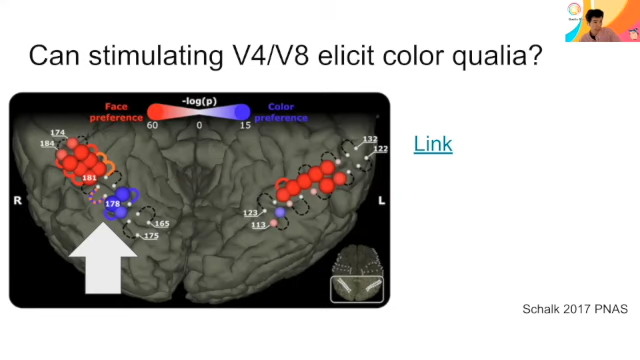 Can stimulating V4/V8 elicit color qualia?
Face preference
-log(p)
Color preference
60
0
15
174
184
181
178
165
175
132
122
123
113
R
L
Link
Schalk 2017 PNAS